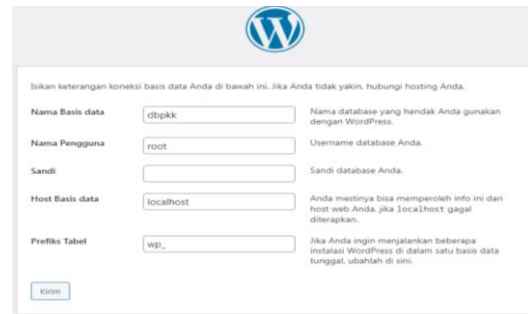 Isikan keterangan koneksi basis data Anda di bawah ini. Jika Anda tidak yakin, hubungi hosting Anda.
Nama Basis data dbpkk Nama database yang hendak Anda gunakan
dengan WordPress.
Nama Pengguna root Username database Anda.
Sandi Sandi database Anda.
Host Basis data localhost Anda mestinya bisa memperoleh info ini dari
host web Anda, jika localhost gagal
diterapkan.
Prefiks Tabel wp_ Jika Anda ingin menjalankan beberapa
instalasi WordPress di dalam satu basis data
tunggal, ubahlah di sini.
Kirim